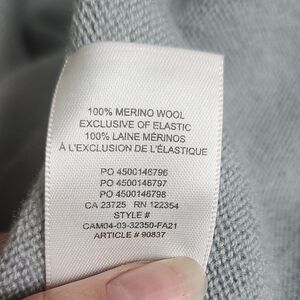 100% MERINO WOOL
EXCLUSIVE OF ELASTIC
100% LAINE MÉRINOS
À L'EXCLUSION DE L'ÉLASTIQUE
PO 4500146796
PO 4500146797
PO 4500146798
CA 23725 RN 122354
STYLE #
CAM04-03-32350-FA21
ARTICLE # 90837